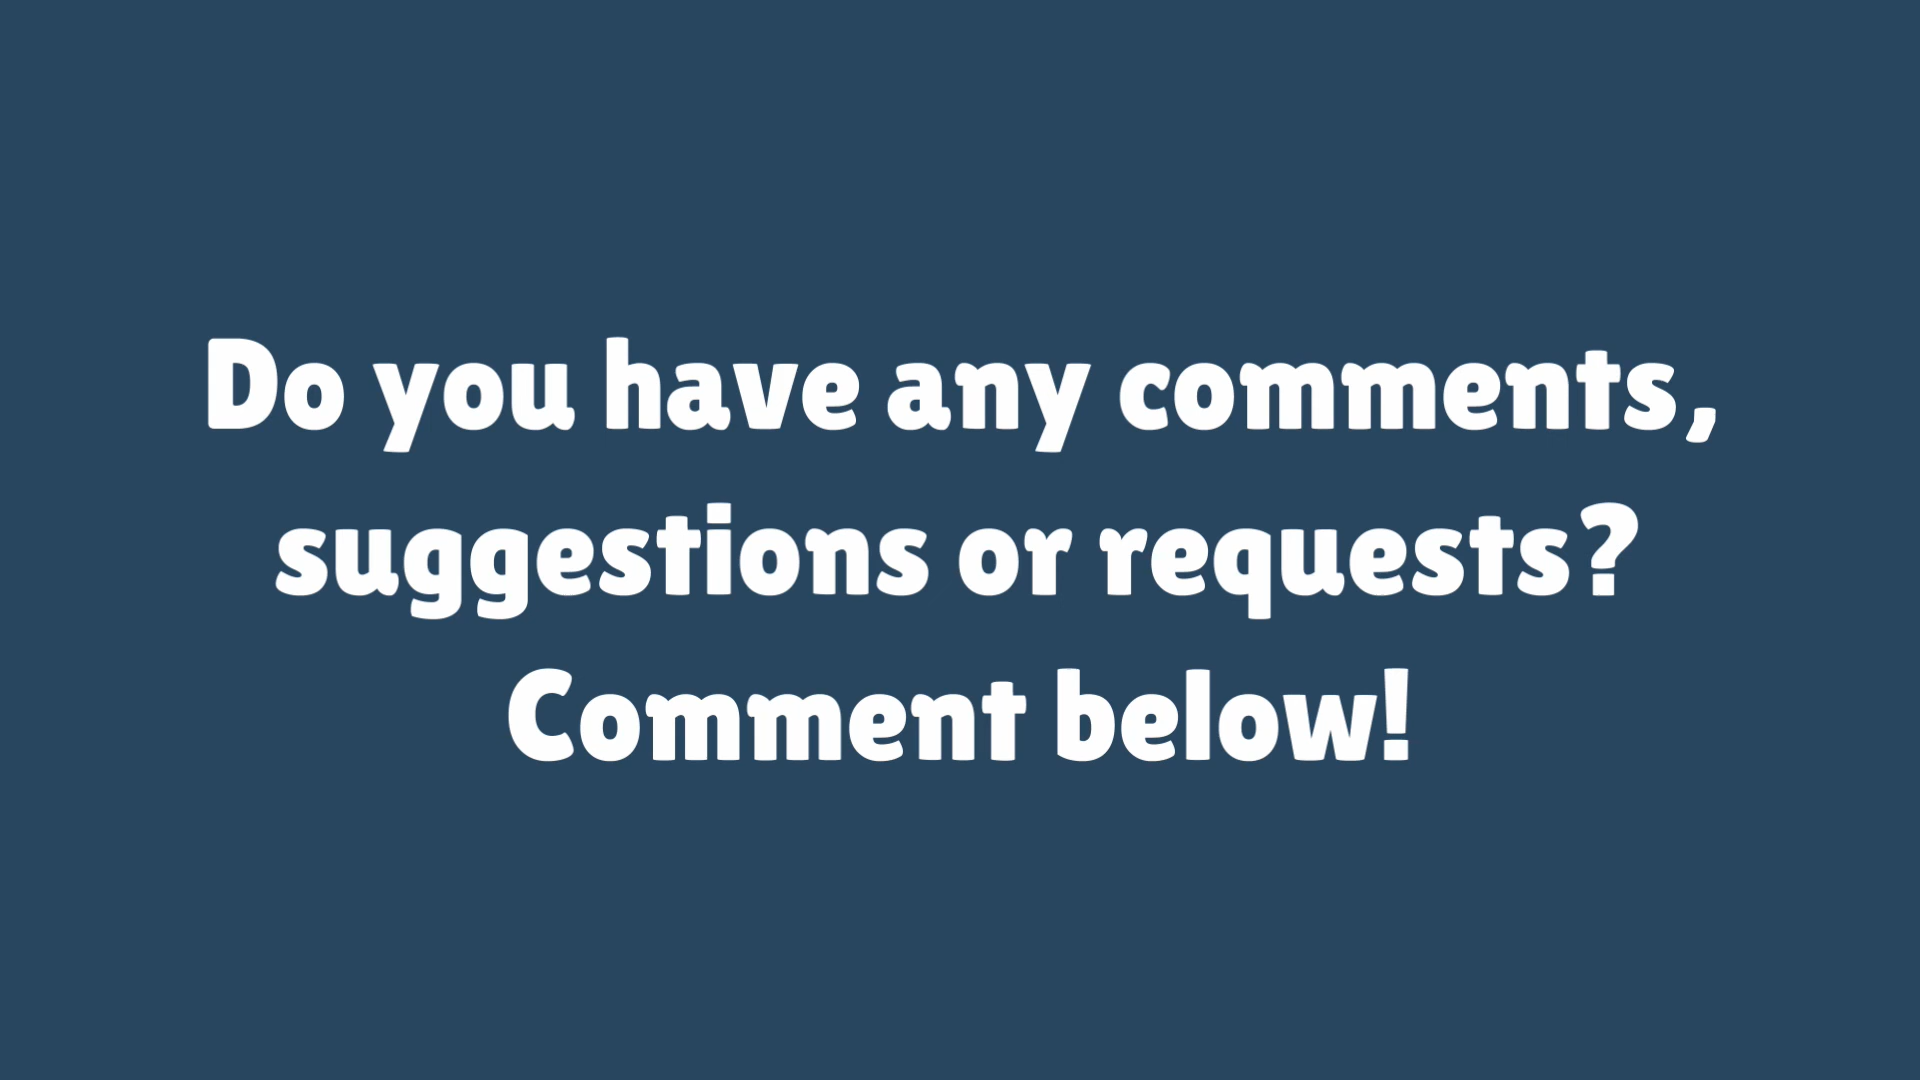 Do you have any comments,
suggestions or requests?
Comment below!